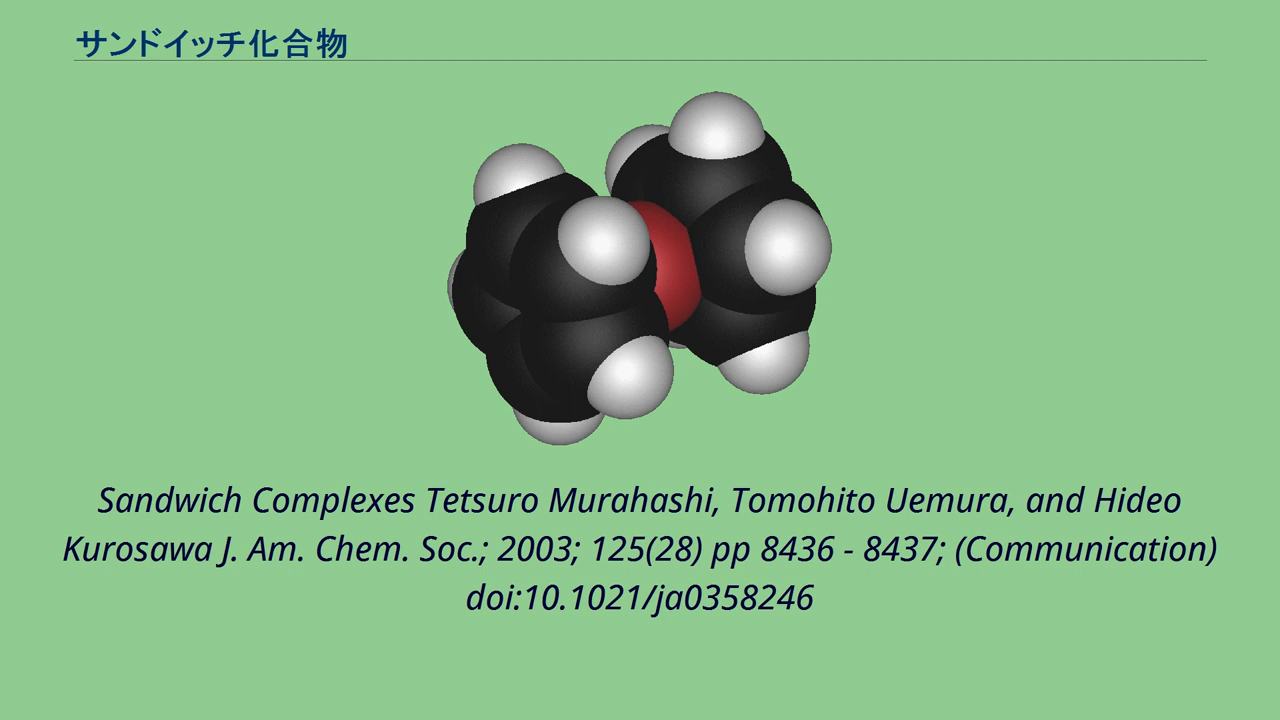 サンドイッチ化合物
Sandwich Complexes Tetsuro Murahashi, Tomohito Uemura, and Hideo
Kurosawa J. Am. Chem. Soc.; 2003; 125(28) pp 8436 - 8437; (Communication)
doi:10.1021/ja0358246